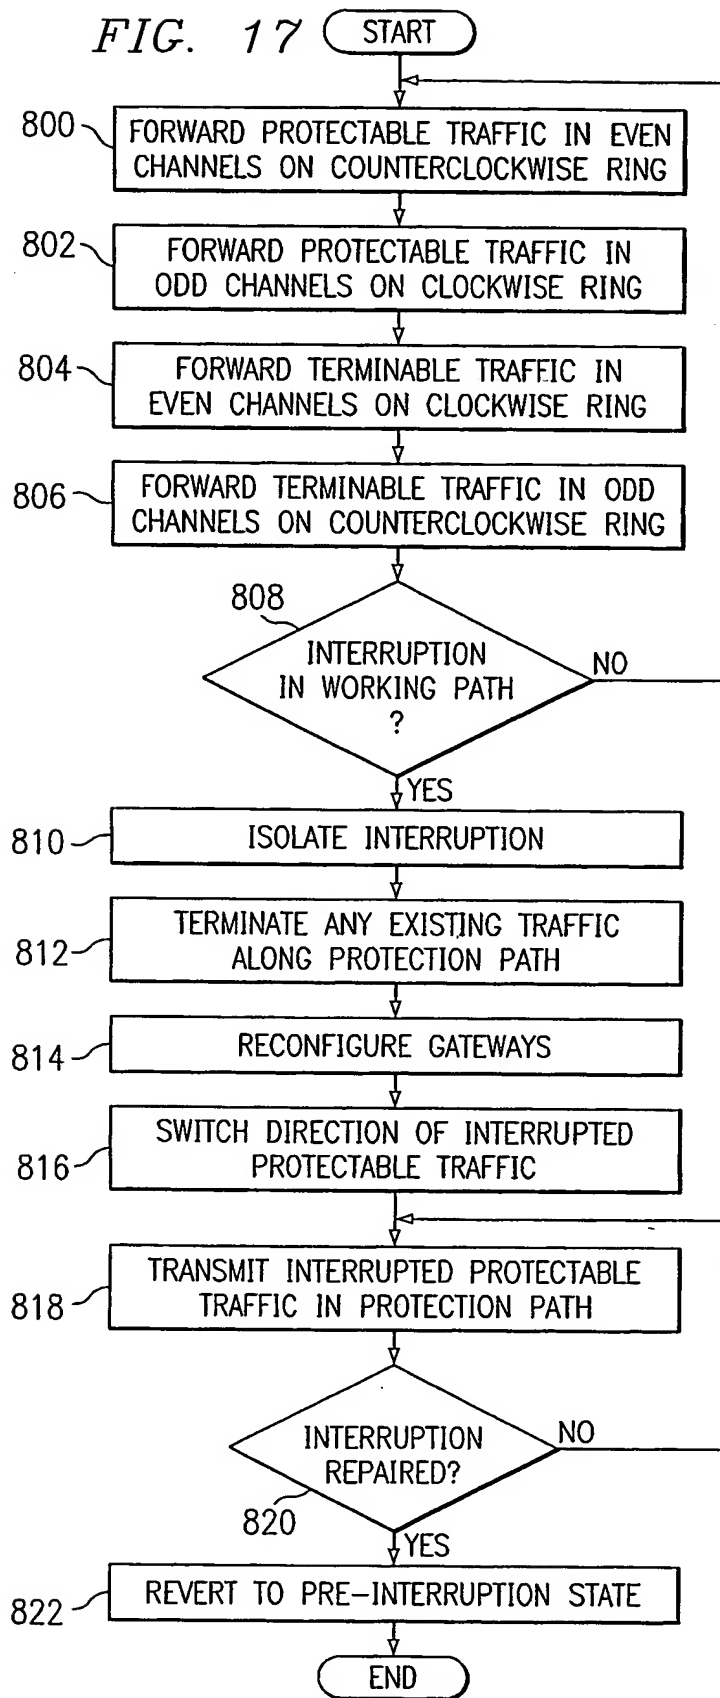 FIG. 17
START
800
FORWARD PROTECTABLE TRAFFIC IN EVEN
CHANNELS ON COUNTERCLOCKWISE RING
802
FORWARD PROTECTABLE TRAFFIC IN
ODD CHANNELS ON CLOCKWISE RING
804
FORWARD TERMINABLE TRAFFIC IN
EVEN CHANNELS ON CLOCKWISE RING
806
FORWARD TERMINABLE TRAFFIC IN ODD
CHANNELS ON COUNTERCLOCKWISE RING
808
INTERRUPTION
IN WORKING PATH
?
NO
YES
810
ISOLATE INTERRUPTION
812
TERMINATE ANY EXISTING TRAFFIC
ALONG PROTECTION PATH
814
RECONFIGURE GATEWAYS
816
SWITCH DIRECTION OF INTERRUPTED
PROTECTABLE TRAFFIC
818
TRANSMIT INTERRUPTED PROTECTABLE
TRAFFIC IN PROTECTION PATH
INTERRUPTION
REPAIRED?
NO
820
YES
822
REVERT TO PRE-INTERRUPTION STATE
END